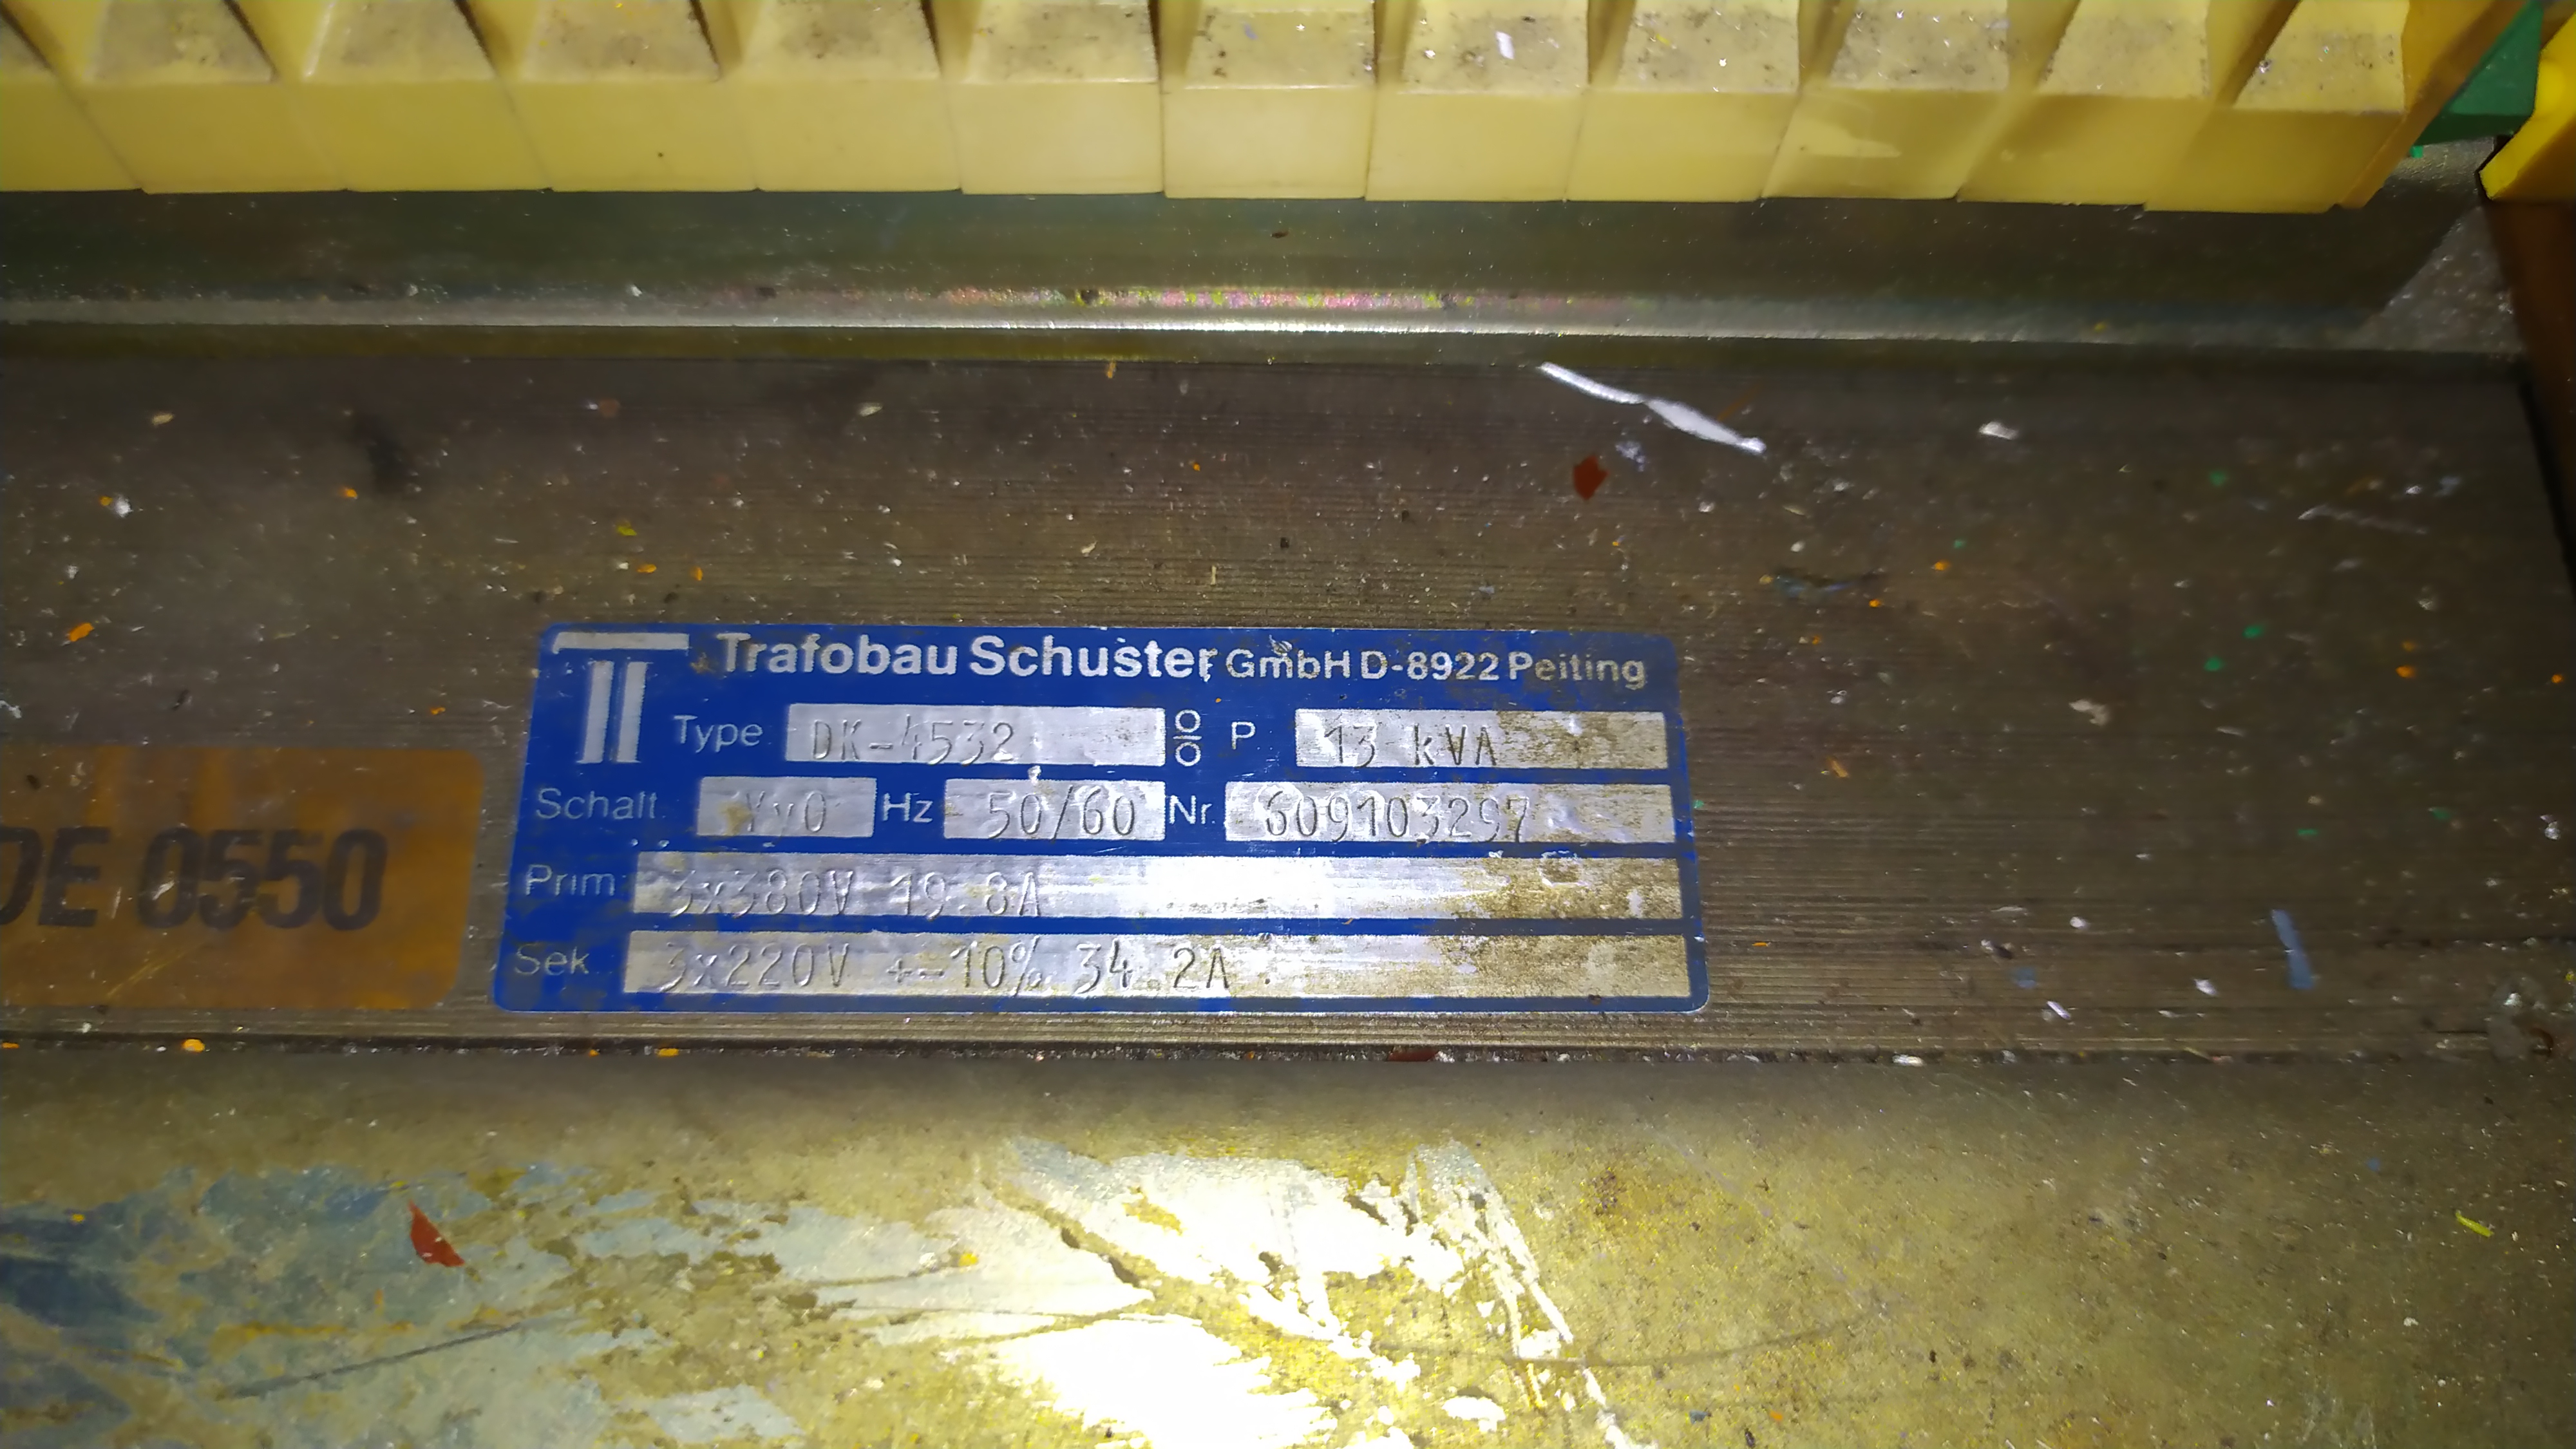 Trafobau Schuster GmbH D-8922 Peiting
Type DK-4532 P 13 kVA
Schalt. Yy0 Hz 50/60 Nr. 609103297
Prim. 3x380V 19.8A
Sek. 3x220V +-10% 34.2A
DE 0550